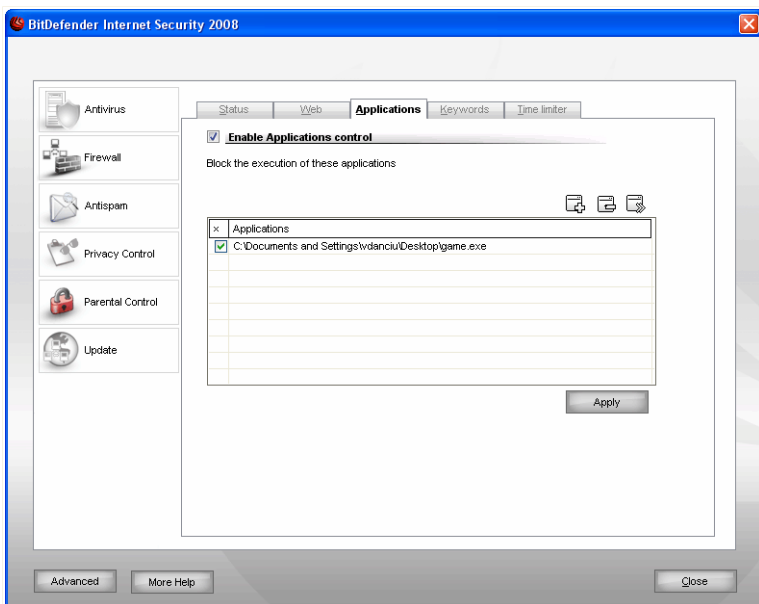 BitDefender Internet Security 2008
Antivirus
Firewall
Antispam
Privacy Control
Parental Control
Update
Status Web Applications Keywords Time limiter
Enable Applications control
Block the execution of these applications
× Applications
C:\Documents and Settings\vdanciu\Desktop\game.exe
Apply
Advanced More Help Close